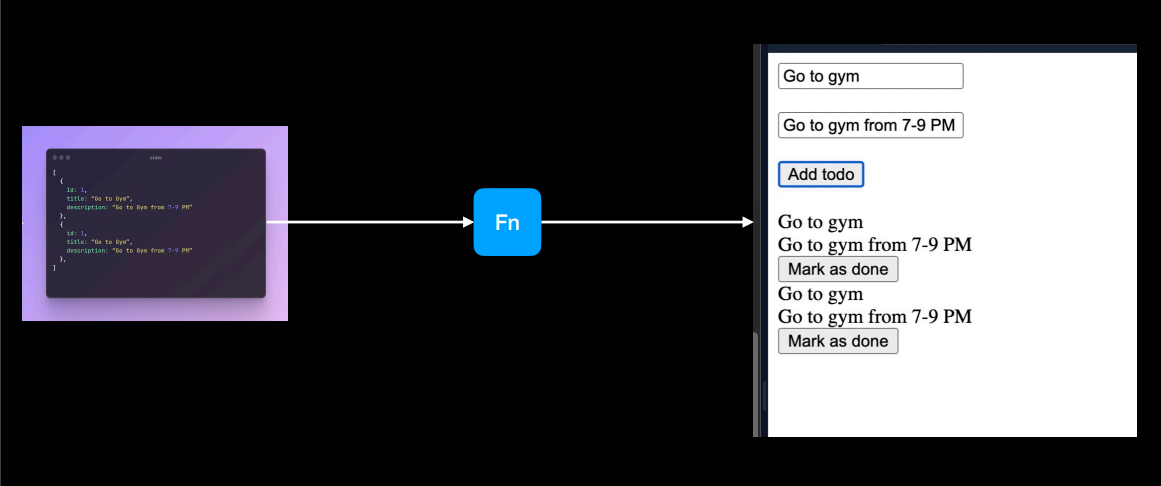 state
[
{
id: 1,
title: "Go to Gym",
description: "Go to Gym from 7-9 PM"
},
{
id: 1,
title: "Go to Gym",
description: "Go to Gym from 7-9 PM"
},
]
Fn
Go to gym
Go to gym from 7-9 PM
Add todo
Go to gym
Go to gym from 7-9 PM
Mark as done
Go to gym
Go to gym from 7-9 PM
Mark as done